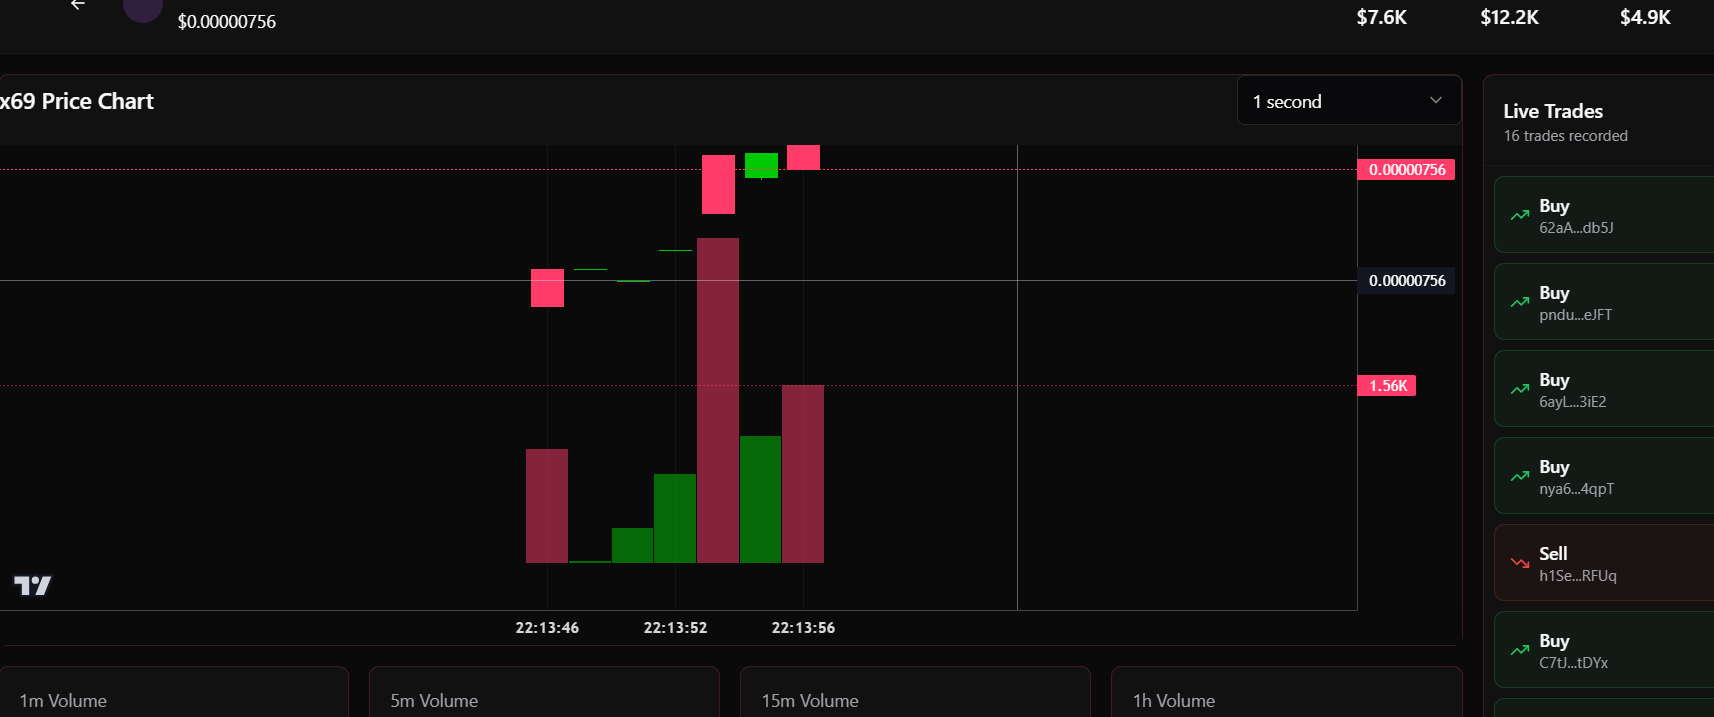 $0.00000756
$7.6K
$12.2K
$4.9K
x69 Price Chart
1 second
0.00000756
0.00000756
1.56K
22:13:46
22:13:52
22:13:56
1m Volume
5m Volume
15m Volume
1h Volume
Live Trades
16 trades recorded
Buy
62aA...db5J
Buy
pndu...eJFT
Buy
6ayL...3iE2
Buy
nya6...4qpT
Sell
h1Se...RFUq
Buy
C7tJ...tDYx